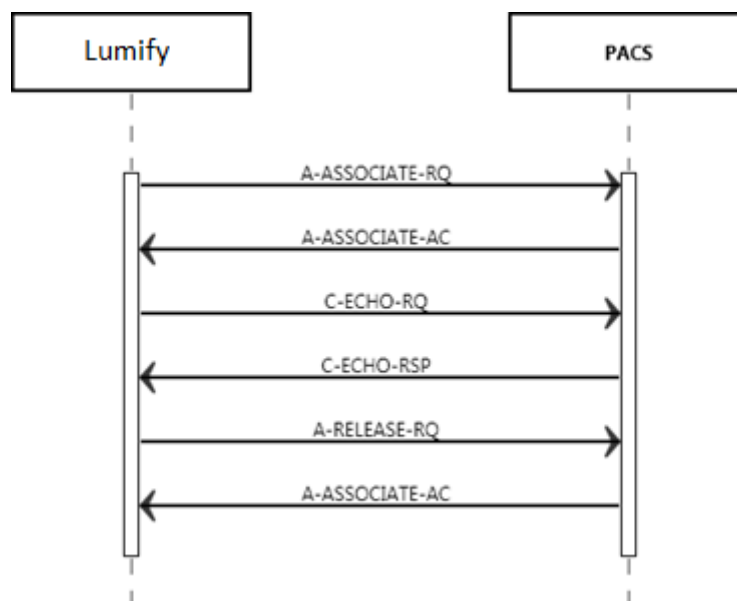 Lumify
PACS
A-ASSOCIATE-RQ
A-ASSOCIATE-AC
C-ECHO-RQ
C-ECHO-RSP
A-RELEASE-RQ
A-ASSOCIATE-AC